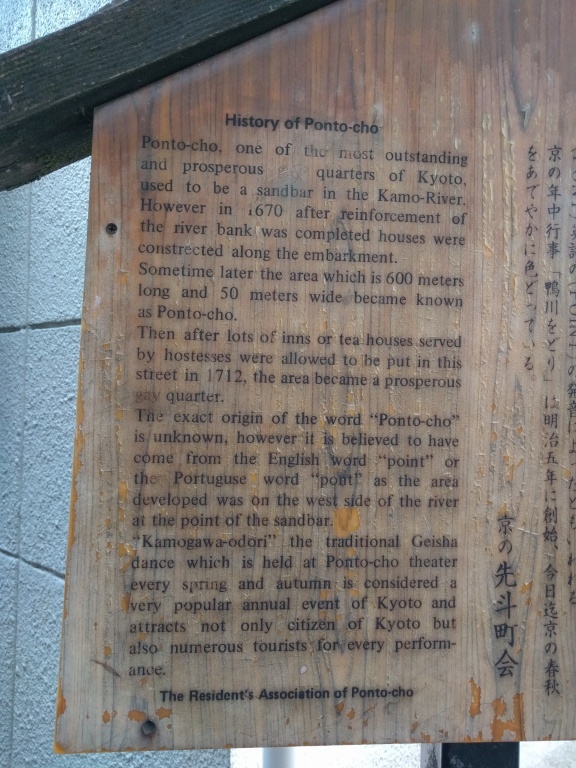 History of Ponto-cho
Ponto-cho, one of the most outstanding
and prosperous quarters of Kyoto,
used to be a sandbar in the Kamo-River.
However in 1670 after reinforcement of
the river bank was completed houses were
constrected along the embarkment.
Sometime later the area which is 600 meters
long and 50 meters wide became known
as Ponto-cho.
Then after lots of inns or tea houses served
by hostesses were allowed to be put in this
street in 1712, the area became a prosperous
gay quarter.
The exact origin of the word “Ponto-cho”
is unknown, however it is believed to have
come from the English word “point” or
the Portuguse word “pont” as the area
developed was on the west side of the river
at the point of the sandbar.
“Kamogawa-odori” the traditional Geisha
dance which is held at Ponto-cho theater
every spring and autumn is considered a
very popular annual event of Kyoto and
attracts not only citizen of Kyoto but
also numerous tourists for every perform-
ance.
The Resident's Association of Ponto-cho
京の年中行事「鴨川をどり」は明治五年に創始、今日迄京の春秋
をあでやかに色どっている。
京の先斗町会